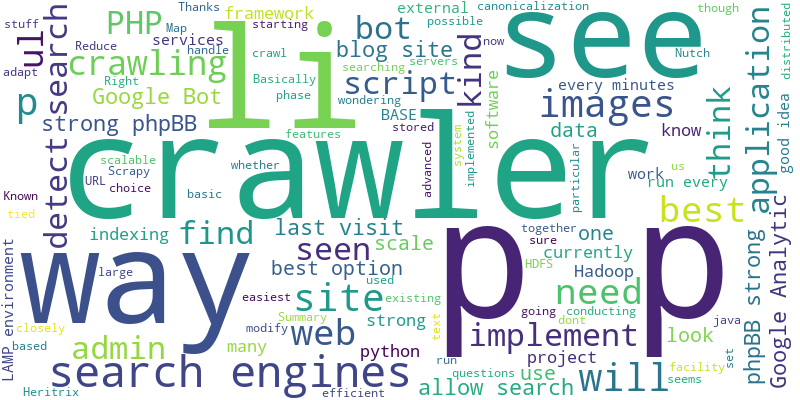 stuff
PHP
framework
external
possible
canonicalization
though
ul
Map
Thanks
starting
li
bot
see
adapt
Reduce
handle
services
blog site
crawl
searching
servers
now
Nutch
distributed
search
crawling
Right
Basically
script
kind
software
think
application
good idea
p
Google Bot
phase
wondering
BASE
stored
images
every minutes
strong phpBB
features
data
know
detect
scalable
Scrapy
URL
choice
whether
basic
crawler
advanced
system
implemented
particular
work
us
run every
Known
tied
indexing
find
last visit
seen
scale
together
sure
one
currently
best
way
large
best option
used
HDFS
Hadoop
need
p p
LAMP environment
closely
based
easiest
existing
site
Summary
modify
strong
text
going
dont
conducting
java
set
phpBB strong
Google Analytic
admin
many
web
python
implement
look
project
facility
seems
search engines
run
questions
use
will
Heritrix
efficient
allow search